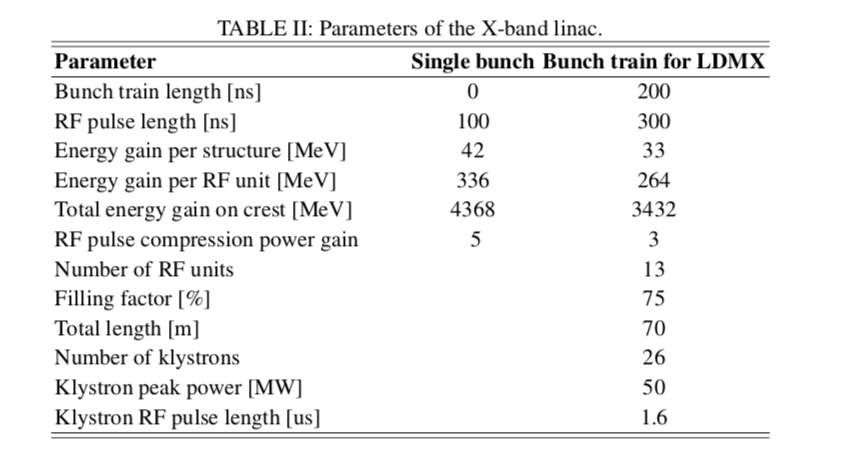 TABLE II: Parameters of the X-band linac.
Parameter Single bunch Bunch train for LDMX
Bunch train length [ns] 0 200
RF pulse length [ns] 100 300
Energy gain per structure [MeV] 42 33
Energy gain per RF unit [MeV] 336 264
Total energy gain on crest [MeV] 4368 3432
RF pulse compression power gain 5 3
Number of RF units 13
Filling factor [%] 75
Total length [m] 70
Number of klystrons 26
Klystron peak power [MW] 50
Klystron RF pulse length [us] 1.6